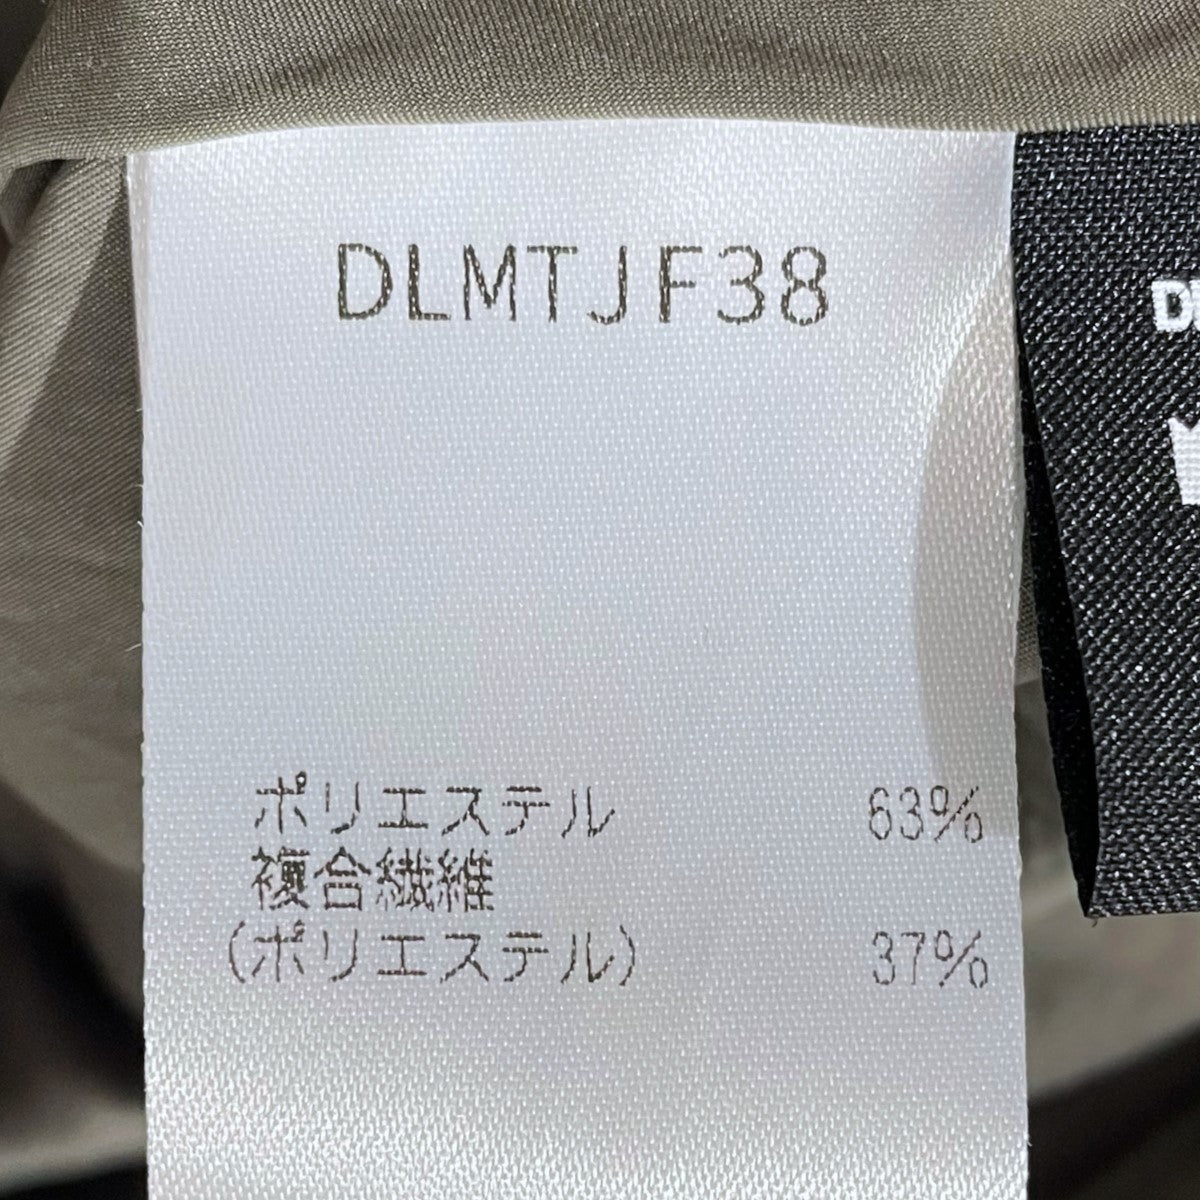 DLMTJF38
ポリエステル 63%
複合繊維
(ポリエステル) 37%